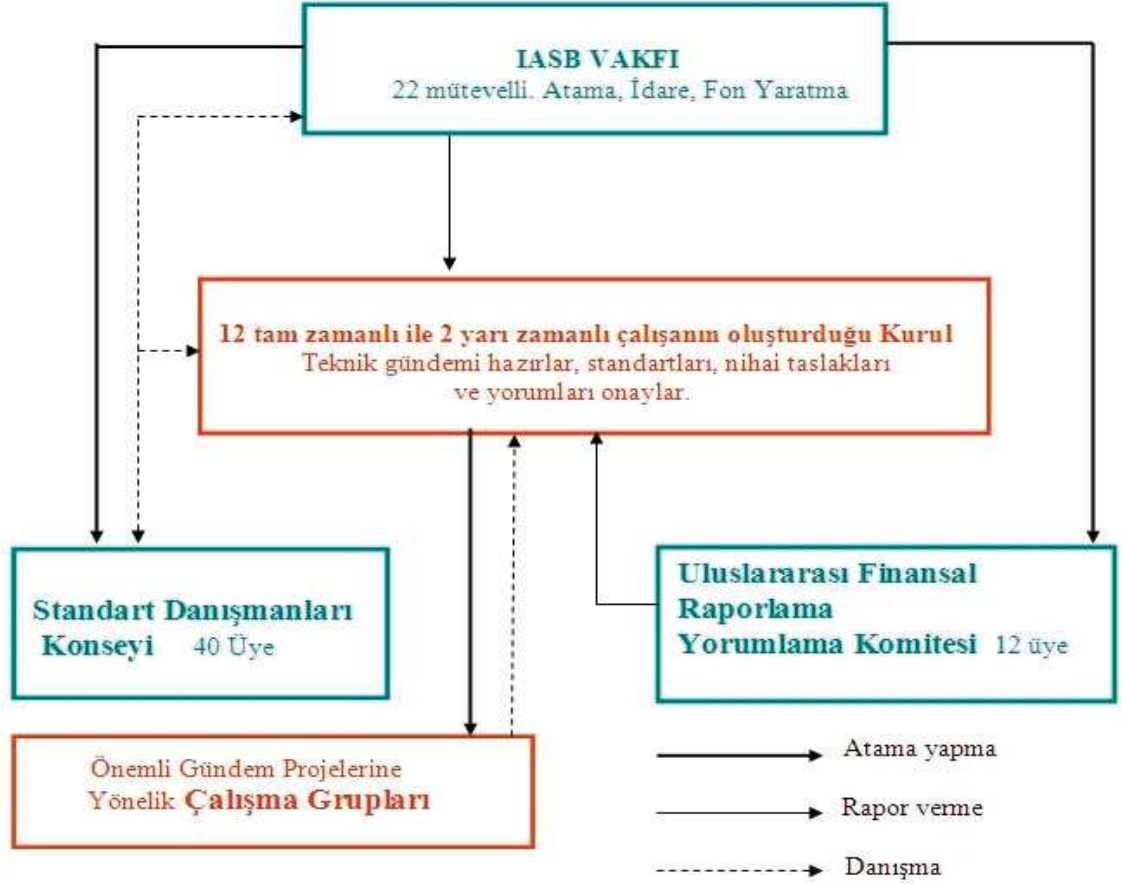 IASB VAKFI
22 mütevelli. Atama, İdare, Fon Yaratma
12 tam zamanlı ile 2 yarı zamanlı çalışanın oluşturduğu Kurul
Teknik gündemi hazırlar, standartları, nihai taslakları
ve yorumları onaylar.
Standart Danışmanları
Konseyi 40 Üye
Uluslararası Finansal
Raporlama
Yorumlama Komitesi 12 üye
Önemli Gündem Projelerine
Yönelik Çalışma Grupları
Atama yapma
Rapor verme
Danışma